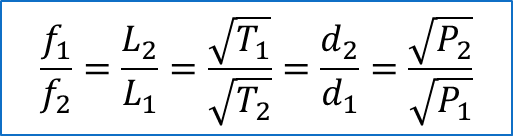 f₁/f₂ = L₂/L₁ = √T₁/√T₂ = d₂/d₁ = √P₂/√P₁